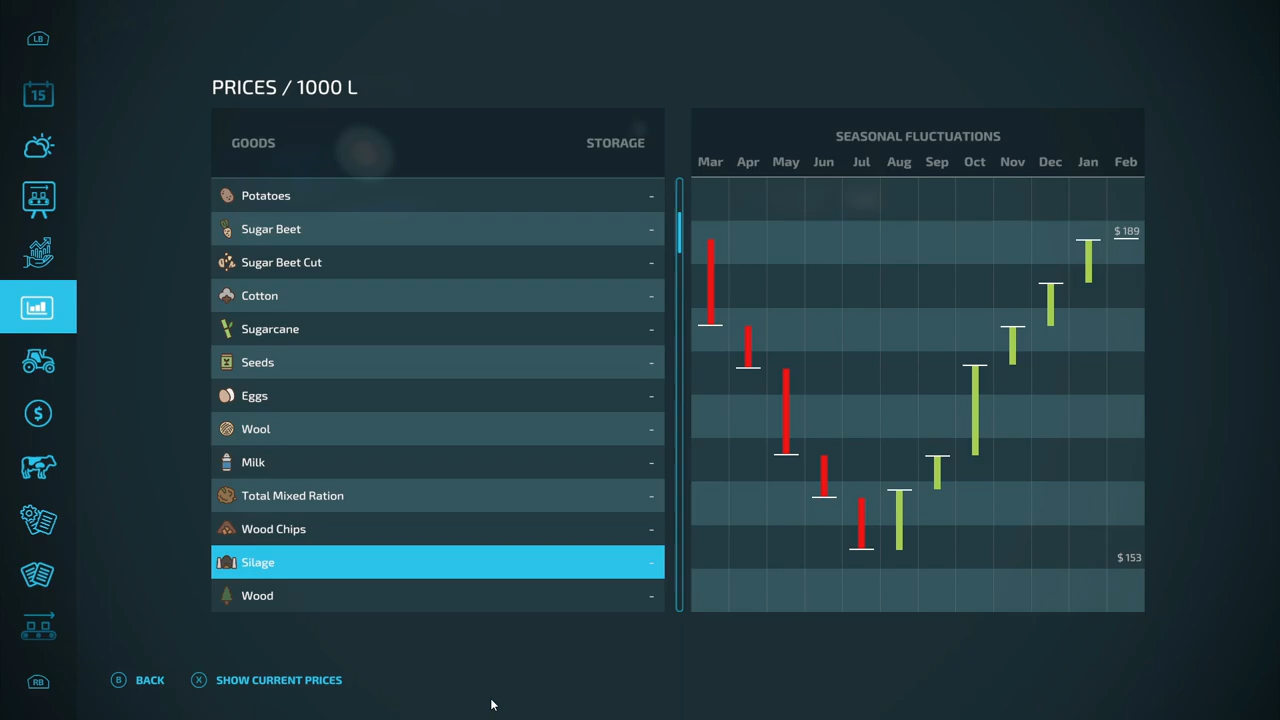 LB
15
PRICES / 1000 L
GOODS STORAGE
SEASONAL FLUCTUATIONS
Mar Apr May Jun Jul Aug Sep Oct Nov Dec Jan Feb
Potatoes -
Sugar Beet -
Sugar Beet Cut -
Cotton -
Sugarcane -
Seeds -
Eggs -
Wool -
Milk -
Total Mixed Ration -
Wood Chips -
Silage -
Wood -
$ 189
$ 153
$
RB
B BACK X SHOW CURRENT PRICES